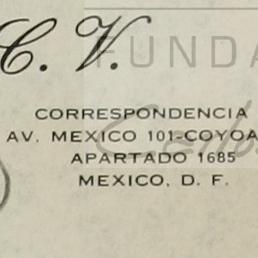 C. V.
FUNDA
CORRESPONDENCIA
AV. MEXICO 101-COYOA
APARTADO 1685
MEXICO, D. F.